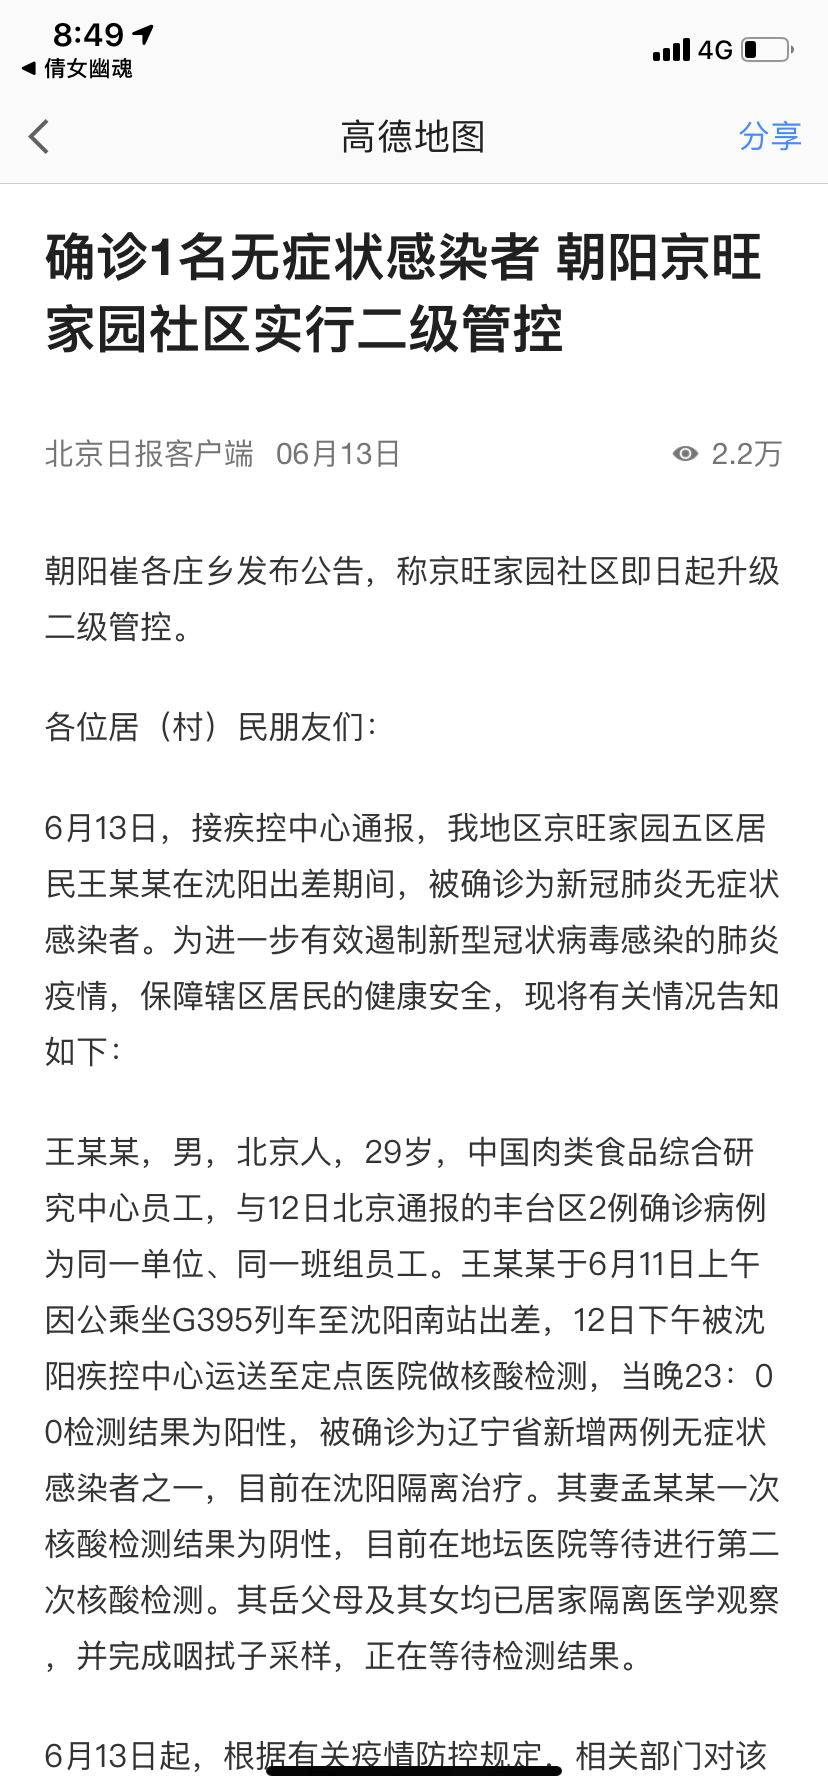 8:49
4G
◀ 倩女幽魂
高德地图
分享
确诊1名无症状感染者 朝阳京旺
家园社区实行二级管控
北京日报客户端 06月13日
2.2万
朝阳崔各庄乡发布公告，称京旺家园社区即日起升级
二级管控。
各位居（村）民朋友们：
6月13日，接疾控中心通报，我地区京旺家园五区居
民王某某在沈阳出差期间，被确诊为新冠肺炎无症状
感染者。为进一步有效遏制新型冠状病毒感染的肺炎
疫情，保障辖区居民的健康安全，现将有关情况告知
如下：
王某某，男，北京人，29岁，中国肉类食品综合研
究中心员工，与12日北京通报的丰台区2例确诊病例
为同一单位、同一班组员工。王某某于6月11日上午
因公乘坐G395列车至沈阳南站出差，12日下午被沈
阳疾控中心运送至定点医院做核酸检测，当晚23：0
0检测结果为阳性，被确诊为辽宁省新增两例无症状
感染者之一，目前在沈阳隔离治疗。其妻孟某某一次
核酸检测结果为阴性，目前在地坛医院等待进行第二
次核酸检测。其岳父母及其女均已居家隔离医学观察
，并完成咽拭子采样，正在等待检测结果。
6月13日起，根据有关疫情防控规定，相关部门对该